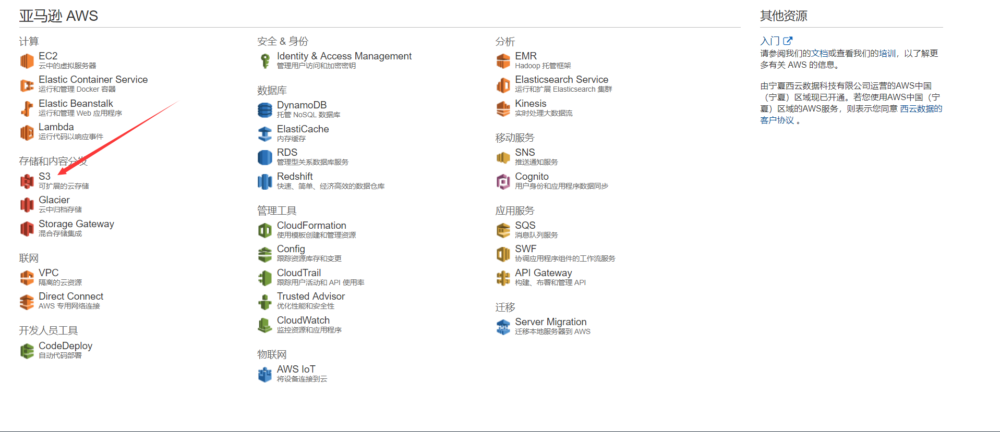 亚马逊 AWS
计算
EC2
云中的虚拟服务器
Elastic Container Service
运行和管理 Docker 容器
Elastic Beanstalk
运行和管理 Web 应用程序
Lambda
运行代码以响应事件
存储和内容分发
S3
可扩展的云存储
Glacier
云中归档存储
Storage Gateway
混合存储集成
联网
VPC
隔离的云资源
Direct Connect
AWS 专用网络连接
开发人员工具
CodeDeploy
自动代码部署
安全 & 身份
Identity & Access Management
管理用户访问和加密密钥
数据库
DynamoDB
托管 NoSQL 数据库
ElastiCache
内存缓存
RDS
管理型关系数据库服务
Redshift
快速、简单、经济高效的数据仓库
管理工具
CloudFormation
使用模板创建和管理资源
Config
跟踪资源库存和变更
CloudTrail
跟踪用户活动和 API 使用率
Trusted Advisor
优化性能和安全性
CloudWatch
监控资源和应用程序
物联网
AWS IoT
将设备连接到云
分析
EMR
Hadoop 托管框架
Elasticsearch Service
运行和扩展 Elasticsearch 集群
Kinesis
实时处理大数据流
移动服务
SNS
推送通知服务
Cognito
用户身份和应用程序数据同步
应用服务
SQS
消息队列服务
SWF
协调应用程序组件的工作流服务
API Gateway
构建、布署和管理 API
迁移
Server Migration
迁移本地服务器到 AWS
其他资源
入门
请参阅我们的文档或查看我们的培训，以了解更
多有关 AWS 的信息。
由宁夏西云数据科技有限公司运营的AWS中国
（宁夏）区域现已开通。若您使用AWS中国（宁
夏）区域的AWS服务，则表示您同意 西云数据的
客户协议 。